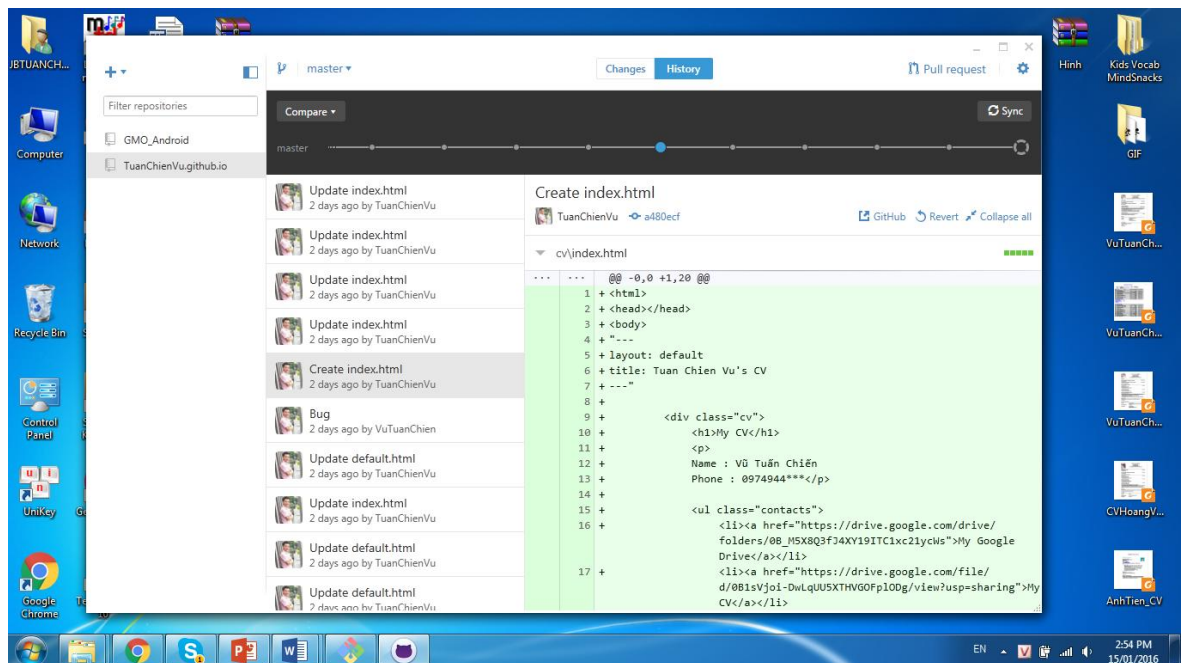 JBTUANCH...
Computer
Network
Recycle Bin
Control
Panel
UniKey
Google
Chrome
master
Changes
History
Pull request
Filter repositories
GMO_Android
TuanChienVu.github.io
Compare
Sync
master
Update index.html
2 days ago by TuanChienVu
Update index.html
2 days ago by TuanChienVu
Update index.html
2 days ago by TuanChienVu
Update index.html
2 days ago by TuanChienVu
Create index.html
2 days ago by TuanChienVu
Bug
2 days ago by VuTuanChien
Update default.html
2 days ago by TuanChienVu
Update index.html
2 days ago by TuanChienVu
Update default.html
2 days ago by TuanChienVu
Update default.html
2 days ago by TuanChienVu
Create index.html
TuanChienVu a480ecf
GitHub Revert Collapse all
cv\index.html
... ... @@ -0,0 +1,20 @@
1 + <html>
2 + <head></head>
3 + <body>
4 + "---
5 + layout: default
6 + title: Tuan Chien Vu's CV
7 + ---"
8 +
9 + <div class="cv">
10 + <h1>My CV</h1>
11 + <p>
12 + Name : Vũ Tuấn Chiến
13 + Phone : 0974944***</p>
14 +
15 + <ul class="contacts">
16 + <li><a href="https://drive.google.com/drive/
folders/0B_M5X8Q3fJ4XY19ITC1xc21ycWs">My Google
Drive</a></li>
17 + <li><a href="https://drive.google.com/file/
d/0B1sVjoi-DwLqUU5XTHVGOFplODg/view?usp=sharing">My
CV</a></li>
Hinh
Kids Vocab
MindSnacks
GIF
VuTuanCh...
VuTuanCh...
VuTuanCh...
CVHoangV...
AnhTien_CV
EN
2:54 PM
15/01/2016